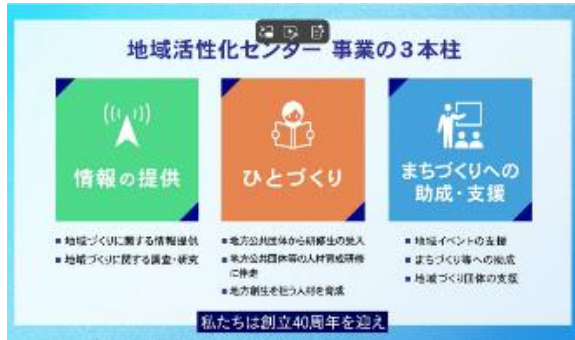 地域活性化センター 事業の3本柱
情報の提供
■ 地域づくりに関する情報提供
■ 地域づくりに関する調査・研究
ひとづくり
■ 地方公共団体から研修生の受入
■ 地方公共団体等の人材育成研修
に伴走
■ 地方創生を担う人材を育成
まちづくりへの
助成・支援
■ 地域イベントの支援
■ まちづくり等への助成
■ 地域づくり団体の支援
私たちは創立40周年を迎え